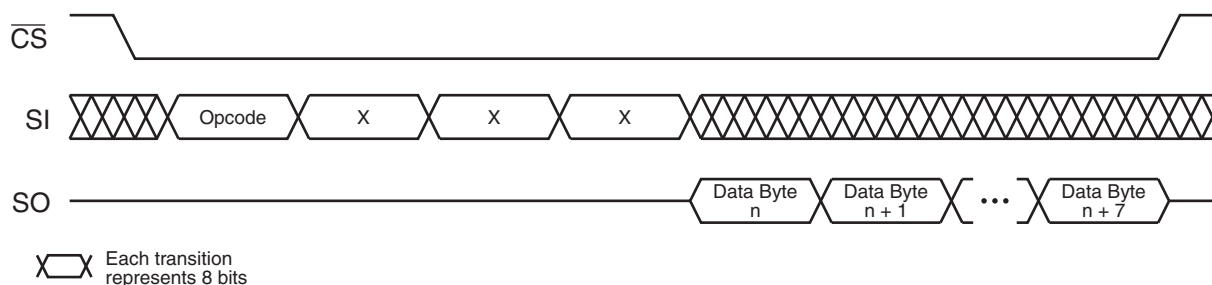 CS
SI
Opcode
X
X
X
SO
Data Byte
n
Data Byte
n + 1
•••
Data Byte
n + 7
Each transition
represents 8 bits